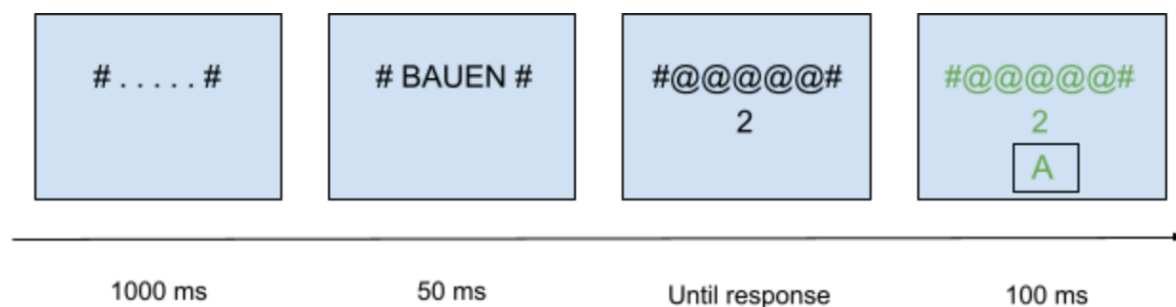 # . . . . . #
# BAUEN #
#@@@@@#
2
#@@@@@#
2
A
1000 ms
50 ms
Until response
100 ms